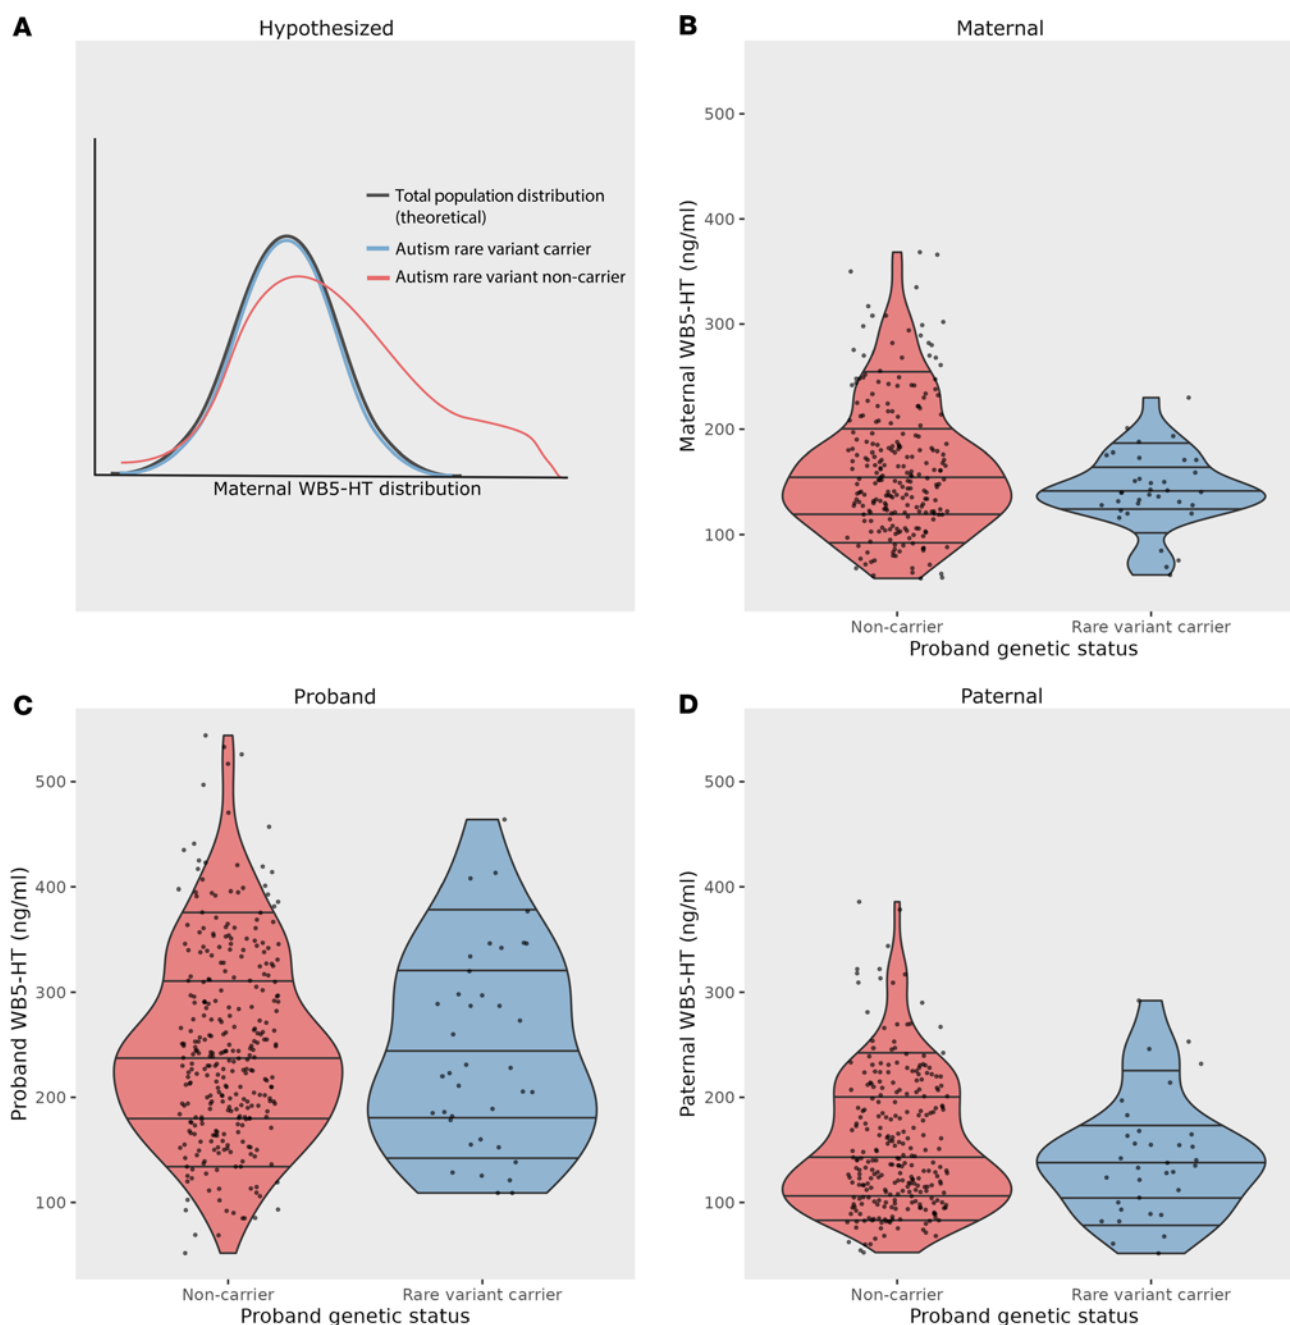 A
Hypothesized
Total population distribution
(theoretical)
Autism rare variant carrier
Autism rare variant non-carrier
Maternal WB5-HT distribution
B
Maternal
Maternal WB5-HT (ng/ml)
500
400
300
200
100
Non-carrier
Rare variant carrier
Proband genetic status
C
Proband
Proband WB5-HT (ng/ml)
500
400
300
200
100
Non-carrier
Rare variant carrier
Proband genetic status
D
Paternal
Paternal WB5-HT (ng/ml)
500
400
300
200
100
Non-carrier
Rare variant carrier
Proband genetic status